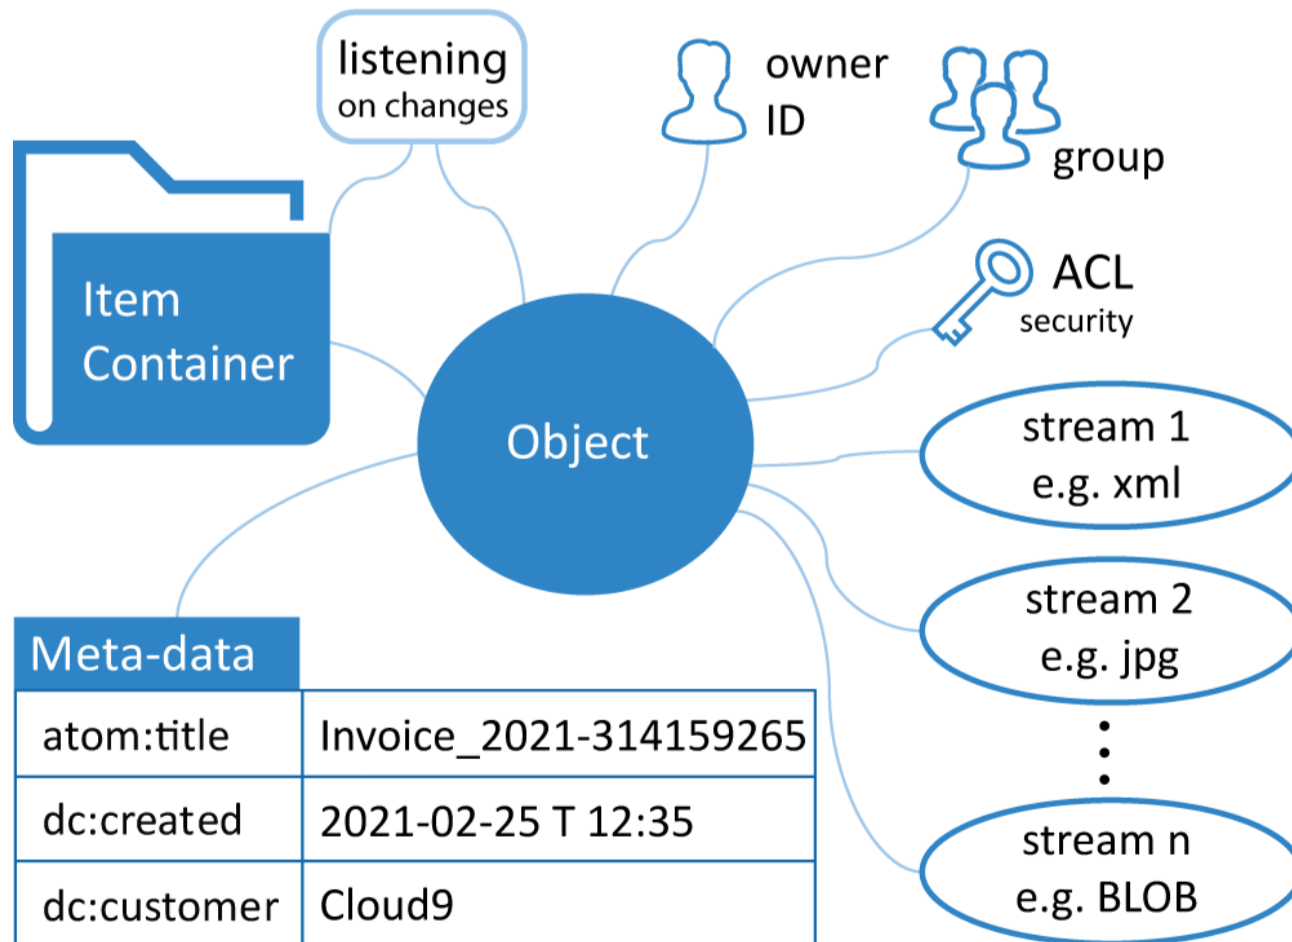 listening
on changes
owner
ID
group
Item
Container
ACL
security
Object
stream 1
e.g. xml
stream 2
e.g. jpg
stream n
e.g. BLOB
Meta-data
atom:title Invoice_2021-314159265
dc:created 2021-02-25 T 12:35
dc:customer Cloud9